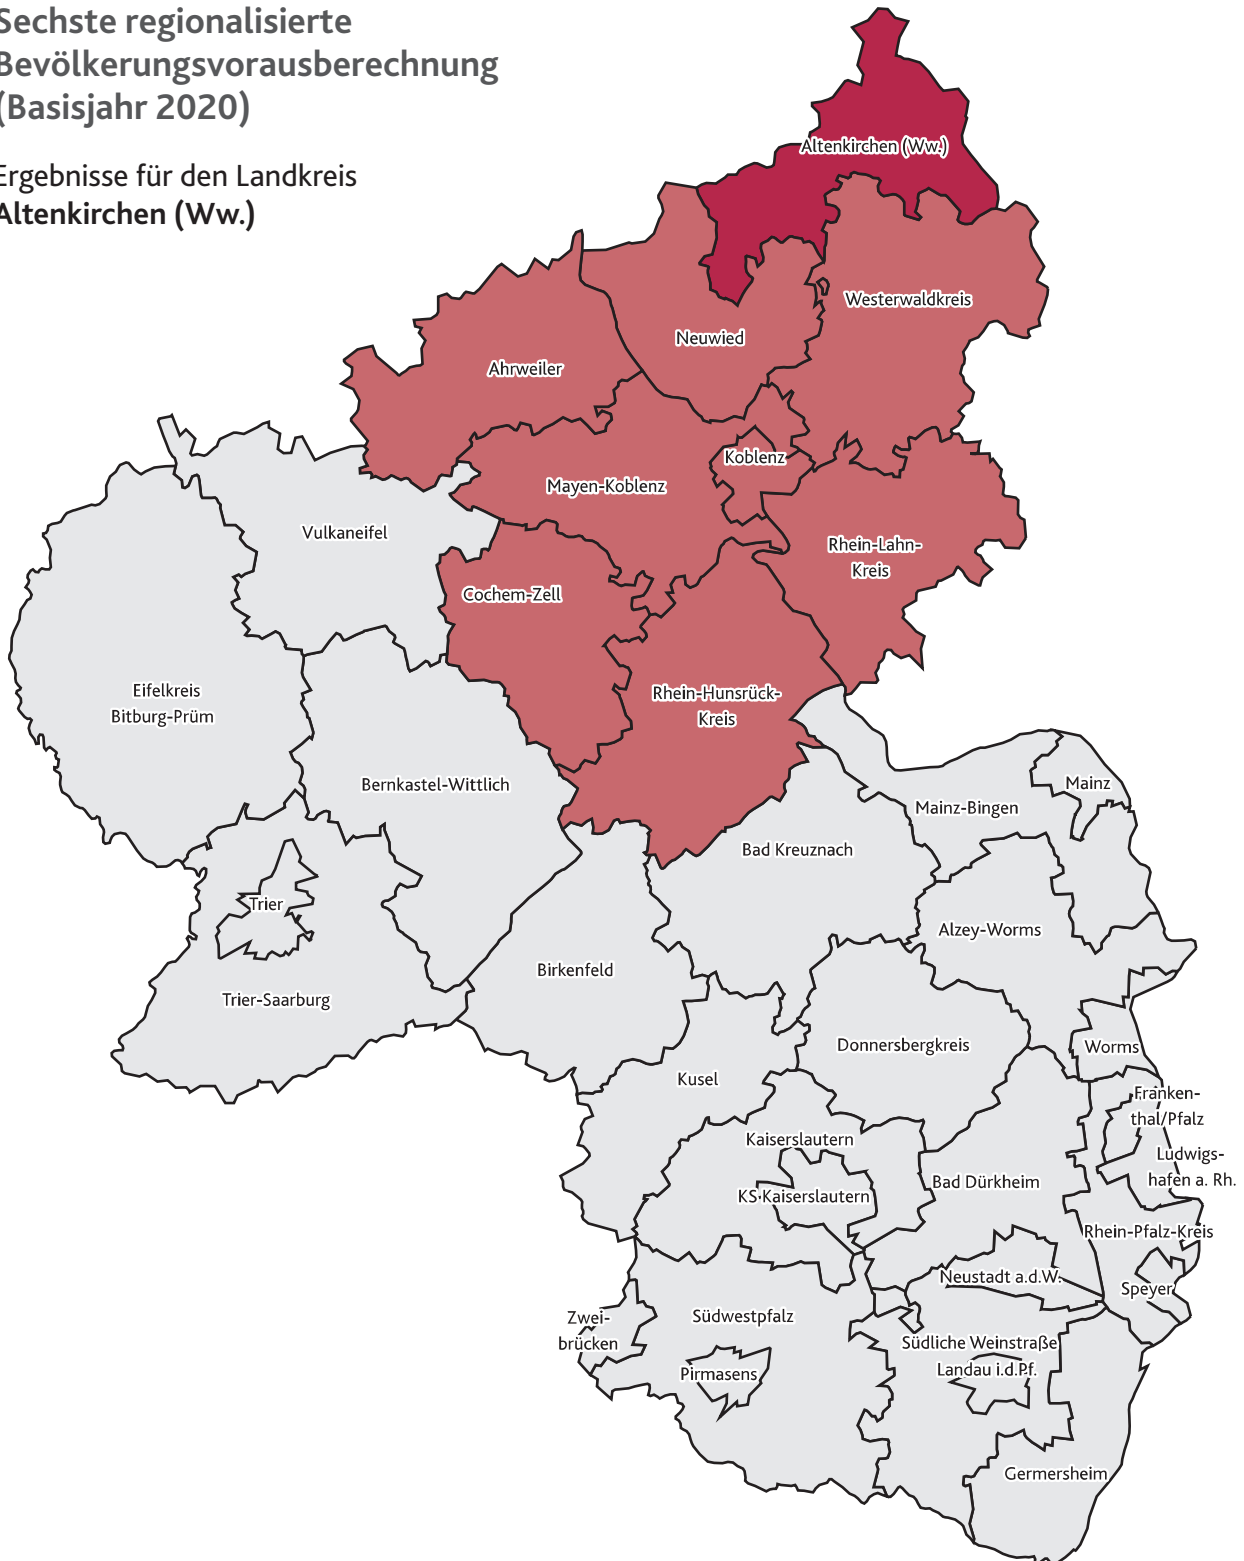 Sechste regionalisierte
Bevölkerungsvorausberechnung
(Basisjahr 2020)
Ergebnisse für den Landkreis
Altenkirchen (Ww.)
Altenkirchen (Ww.)
Westerwaldkreis
Neuwied
Ahrweiler
Koblenz
Mayen-Koblenz
Vulkaneifel
Rhein-Lahn-
Kreis
Cochem-Zell
Eifelkreis
Bitburg-Prüm
Rhein-Hunsrück-
Kreis
Bernkastel-Wittlich
Mainz
Mainz-Bingen
Bad Kreuznach
Trier
Alzey-Worms
Birkenfeld
Trier-Saarburg
Donnersbergkreis
Worms
Kusel
Franken-
thal/Pfalz
Kaiserslautern
Ludwigs-
hafen a. Rh.
Bad Dürkheim
KS-Kaiserslautern
Rhein-Pfalz-Kreis
Neustadt a.d.W.
Speyer
Zwei-
brücken
Südwestpfalz
Südliche Weinstraße
Landau i.d.Pf.
Pirmasens
Germersheim